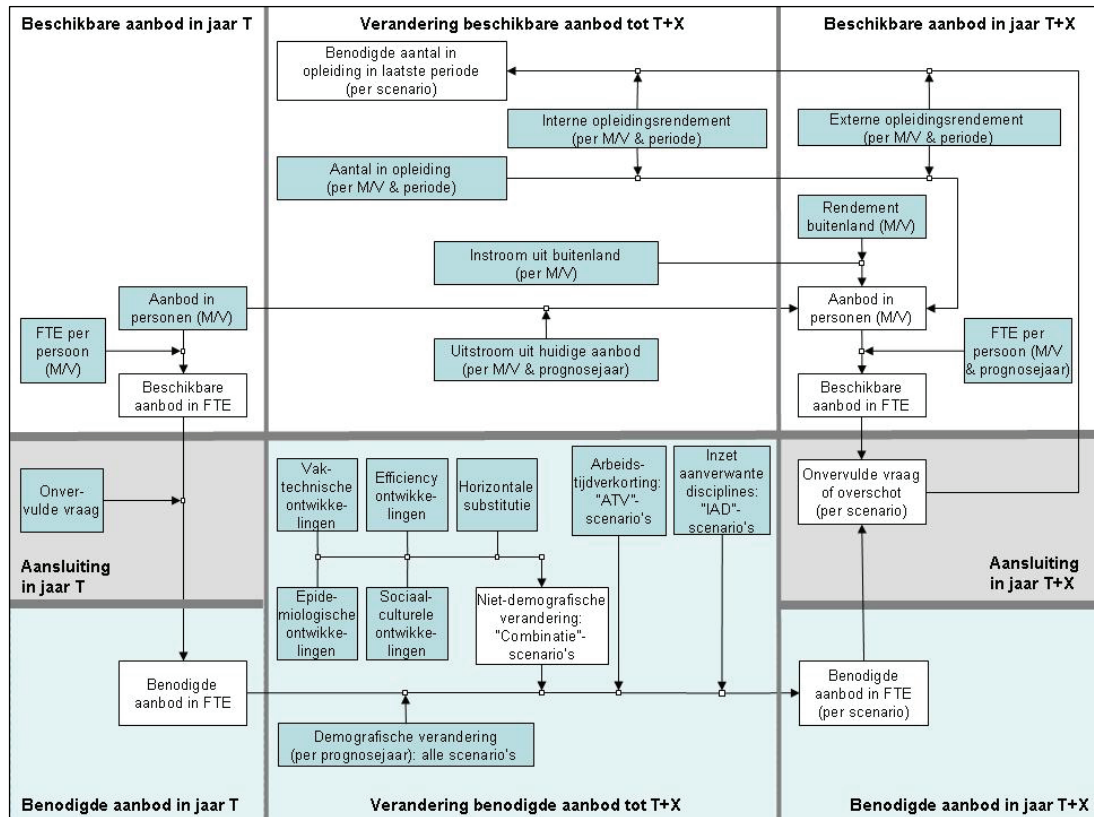 Beschikbare aanbod in jaar T
Verandering beschikbare aanbod tot T+X
Beschikbare aanbod in jaar T+X
Benodigde aantal in
opleiding in laatste periode
(per scenario)
Interne opleidingsrendement
(per M/V & periode)
Externe opleidingsrendement
(per M/V & periode)
Aantal in opleiding
(per M/V & periode)
Rendement
buitenland (M/V)
Instroom uit buitenland
(per M/V)
Aanbod in
personen (M/V)
Aanbod in
personen (M/V)
FTE per
persoon
(M/V)
Uitstroom uit huidige aanbod
(per M/V & prognosejaar)
FTE per
persoon (M/V
& prognosejaar)
Beschikbare
aanbod in FTE
Beschikbare
aanbod in FTE
Onver-
vulde vraag
Vak-
technische
ontwikke-
lingen
Efficiency
ontwikke-
lingen
Horizontale
substitutie
Arbeids-
tijdverkorting:
"ATV"-
scenario's
Inzet
aanverwante
disciplines:
"IAD"-
scenario's
Onvervulde vraag
of overschot
(per scenario)
Aansluiting
in jaar T
Aansluiting
in jaar T+X
Epide-
miologische
ontwikke-
lingen
Sociaal-
culturele
ontwikke-
lingen
Niet-demografische
verandering:
"Combinatie"-
scenario's
Benodigde
aanbod in FTE
Benodigde
aanbod in FTE
(per scenario)
Demografische verandering
(per prognosejaar): alle scenario's
Benodigde aanbod in jaar T
Verandering benodigde aanbod tot T+X
Benodigde aanbod in jaar T+X